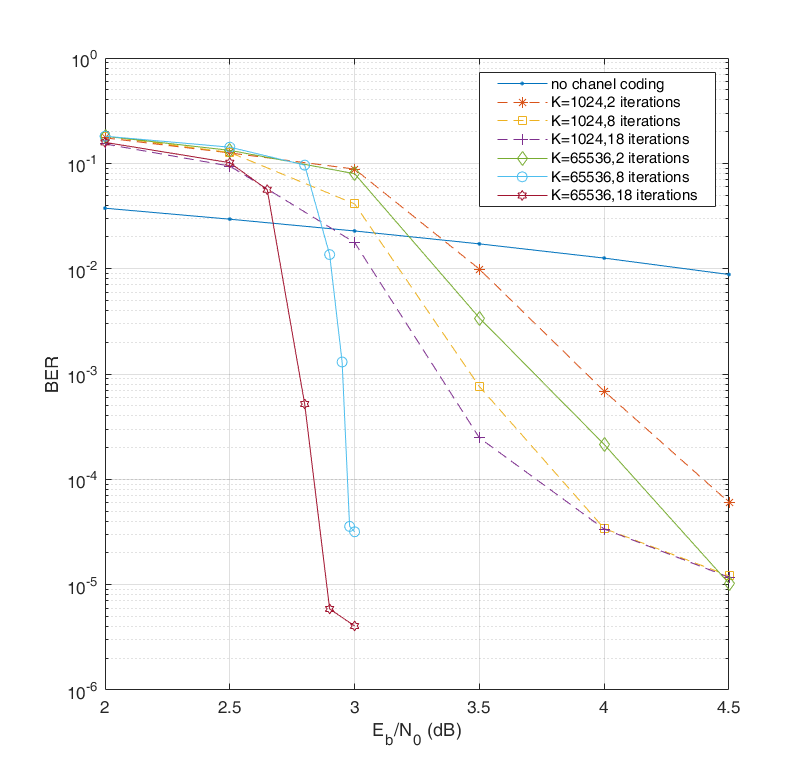 10^0
10^-1
10^-2
10^-3
10^-4
10^-5
10^-6
BER
no chanel coding
K=1024,2 iterations
K=1024,8 iterations
K=1024,18 iterations
K=65536,2 iterations
K=65536,8 iterations
K=65536,18 iterations
2 2.5 3 3.5 4 4.5
E_b/N_0 (dB)